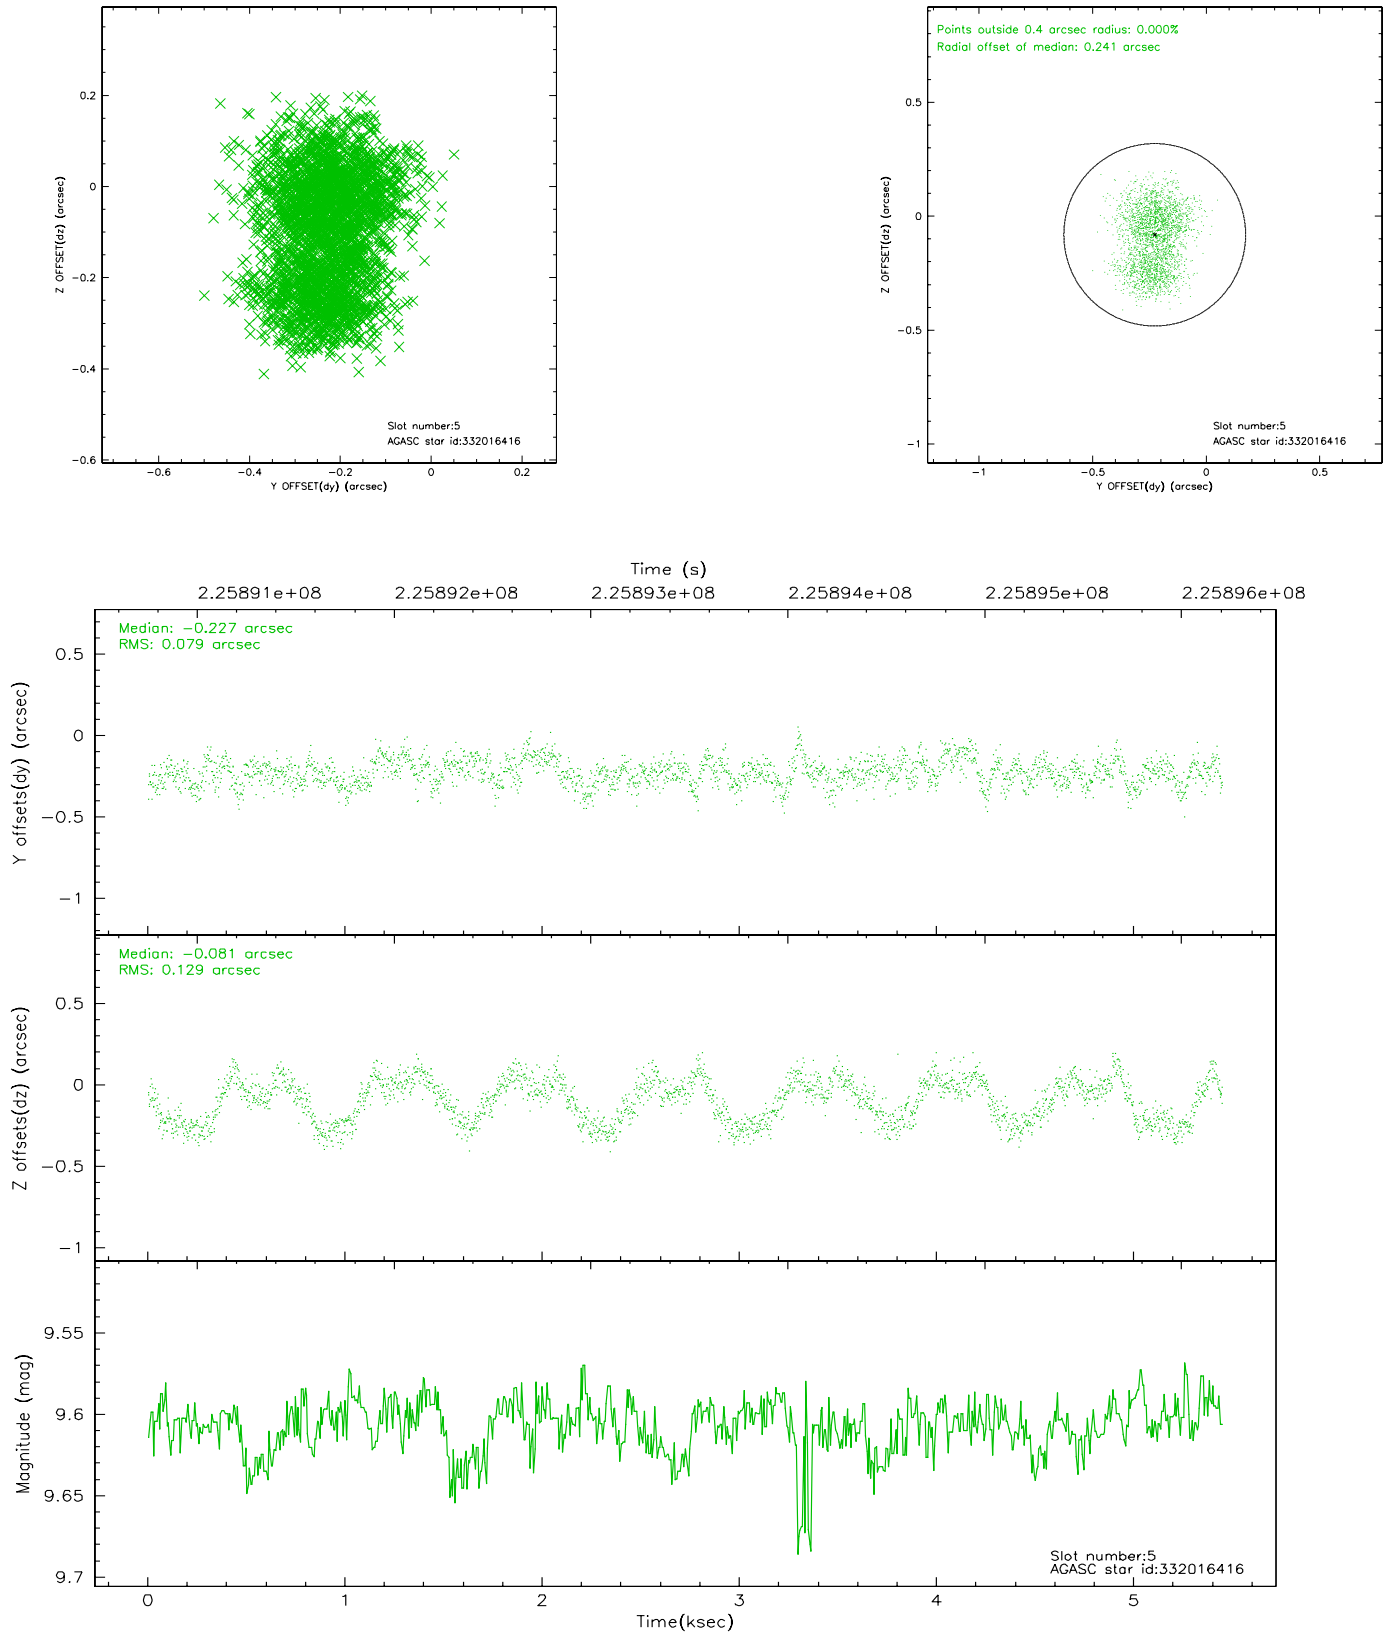 0.2
0
-0.2
-0.4
-0.6
Z OFFSET(dz) (arcsec)
-0.6
-0.4
-0.2
0
0.2
Y OFFSET(dy) (arcsec)
Slot number:5
AGASC star id:332016416
Points outside 0.4 arcsec radius: 0.000%
Radial offset of median: 0.241 arcsec
0.5
0
-0.5
-1
Z OFFSET(dz) (arcsec)
-1
-0.5
0
0.5
Y OFFSET(dy) (arcsec)
Slot number:5
AGASC star id:332016416
Time (s)
2.25891e+08
2.25892e+08
2.25893e+08
2.25894e+08
2.25895e+08
2.25896e+08
Median: -0.227 arcsec
RMS: 0.079 arcsec
0.5
0
-0.5
-1
Y offsets(dy) (arcsec)
Median: -0.081 arcsec
RMS: 0.129 arcsec
0.5
0
-0.5
-1
Z offsets(dz) (arcsec)
9.55
9.6
9.65
9.7
Magnitude (mag)
Slot number:5
AGASC star id:332016416
0
1
2
3
4
5
Time(ksec)